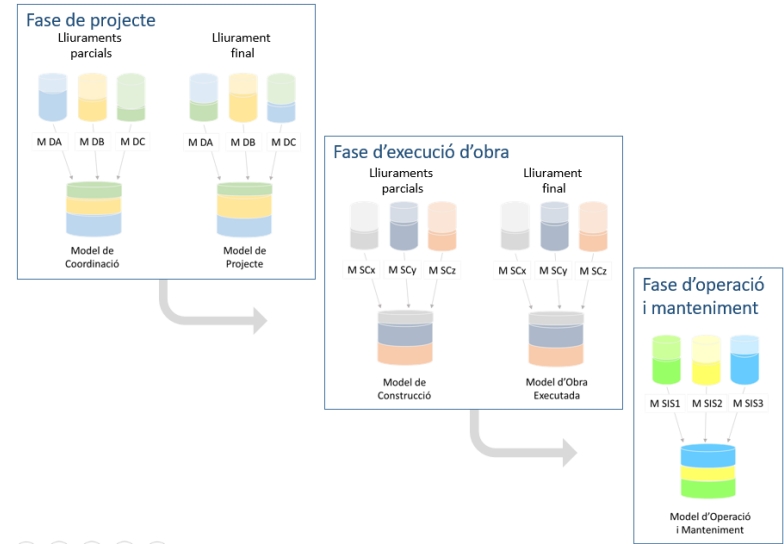 Fase de projecte
Lliuraments
parcials
Lliurament
final
M DA M DB M DC
M DA M DB M DC
Model de
Coordinació
Model de
Projecte
Fase d'execució d'obra
Lliuraments
parcials
Lliurament
final
M SCx M SCy M SCz
M SCx M SCy M SCz
Model de
Construcció
Model d'Obra
Executada
Fase d'operació
i manteniment
M SIS1 M SIS2 M SIS3
Model d'Operació
i Manteniment